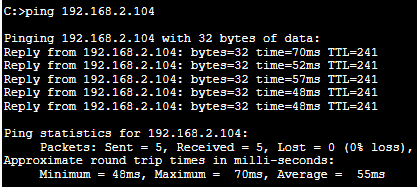 C:>ping 192.168.2.104
Pinging 192.168.2.104 with 32 bytes of data:
Reply from 192.168.2.104: bytes=32 time=70ms TTL=241
Reply from 192.168.2.104: bytes=32 time=52ms TTL=241
Reply from 192.168.2.104: bytes=32 time=57ms TTL=241
Reply from 192.168.2.104: bytes=32 time=48ms TTL=241
Reply from 192.168.2.104: bytes=32 time=48ms TTL=241
Ping statistics for 192.168.2.104:
Packets: Sent = 5, Received = 5, Lost = 0 (0% loss),
Approximate round trip times in milli-seconds:
Minimum = 48ms, Maximum = 70ms, Average = 55ms